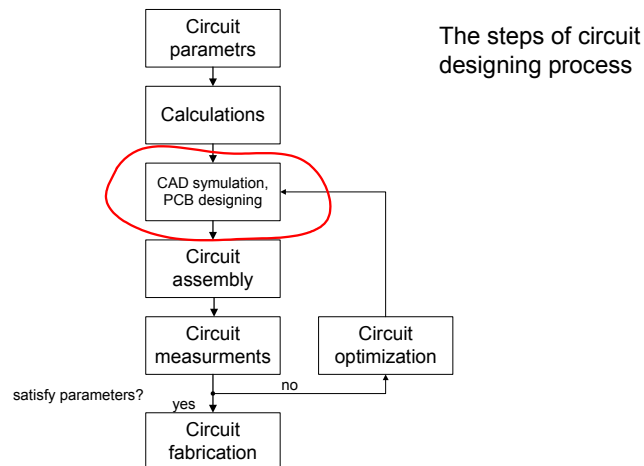 The steps of circuit
designing process
Circuit
parametrs
Calculations
CAD symulation,
PCB designing
Circuit
assembly
Circuit
measurments
Circuit
optimization
satisfy parameters?
no
yes
Circuit
fabrication